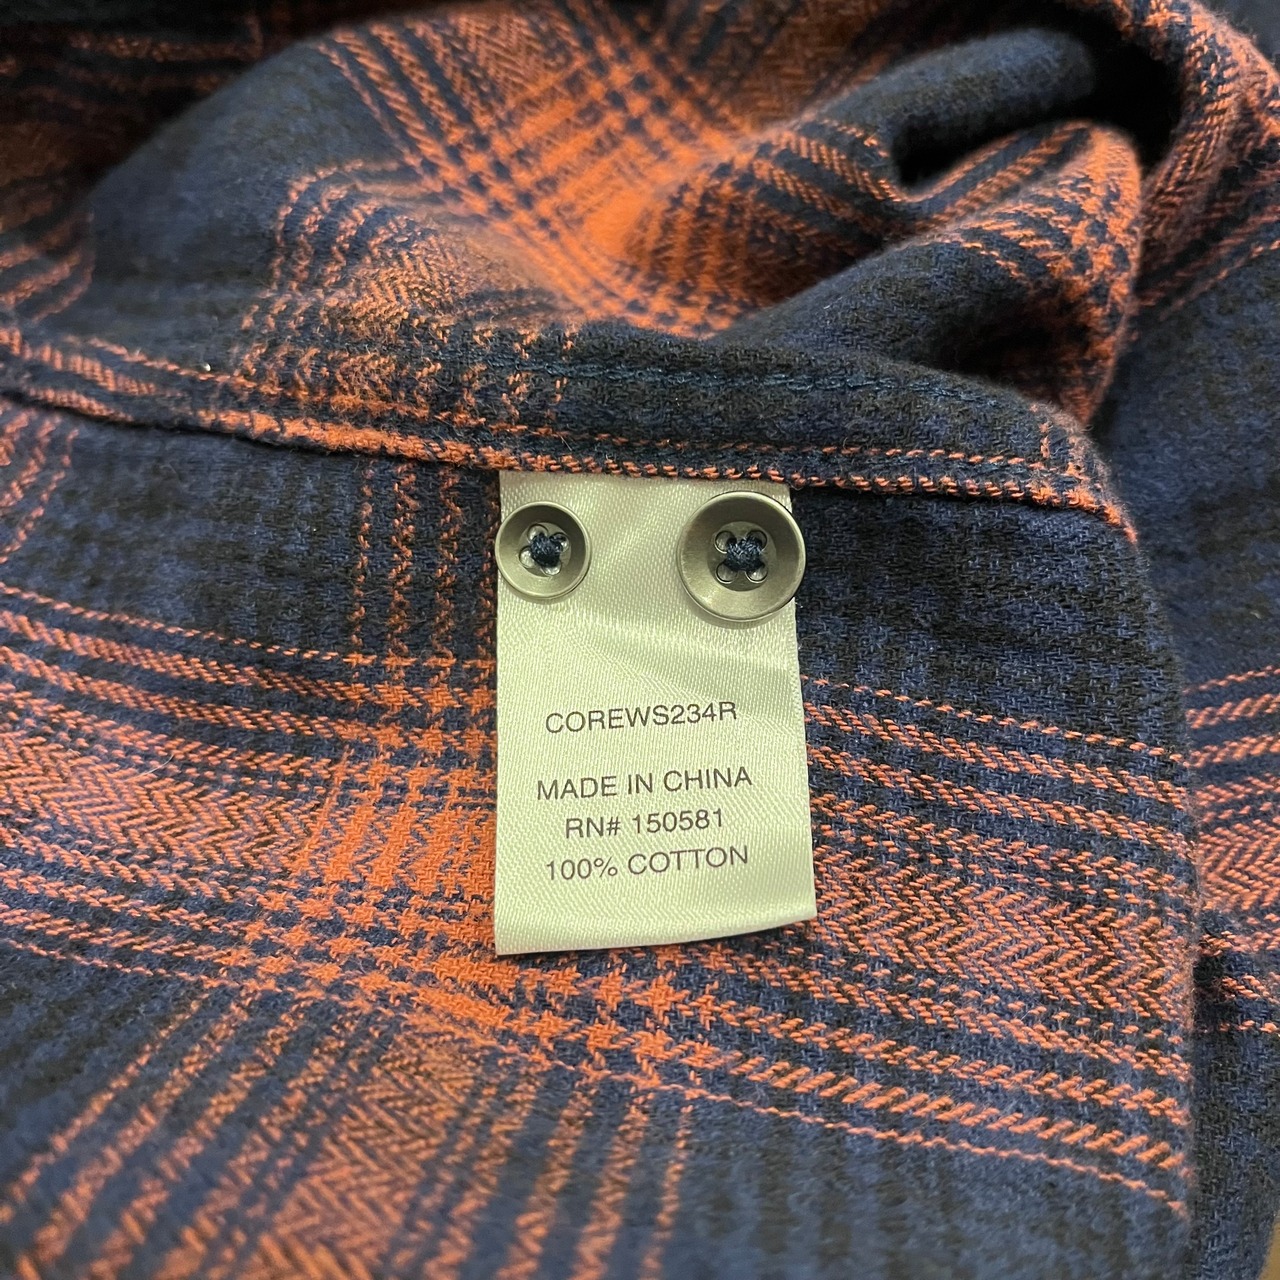 COREWS234R
MADE IN CHINA
RN# 150581
100% COTTON